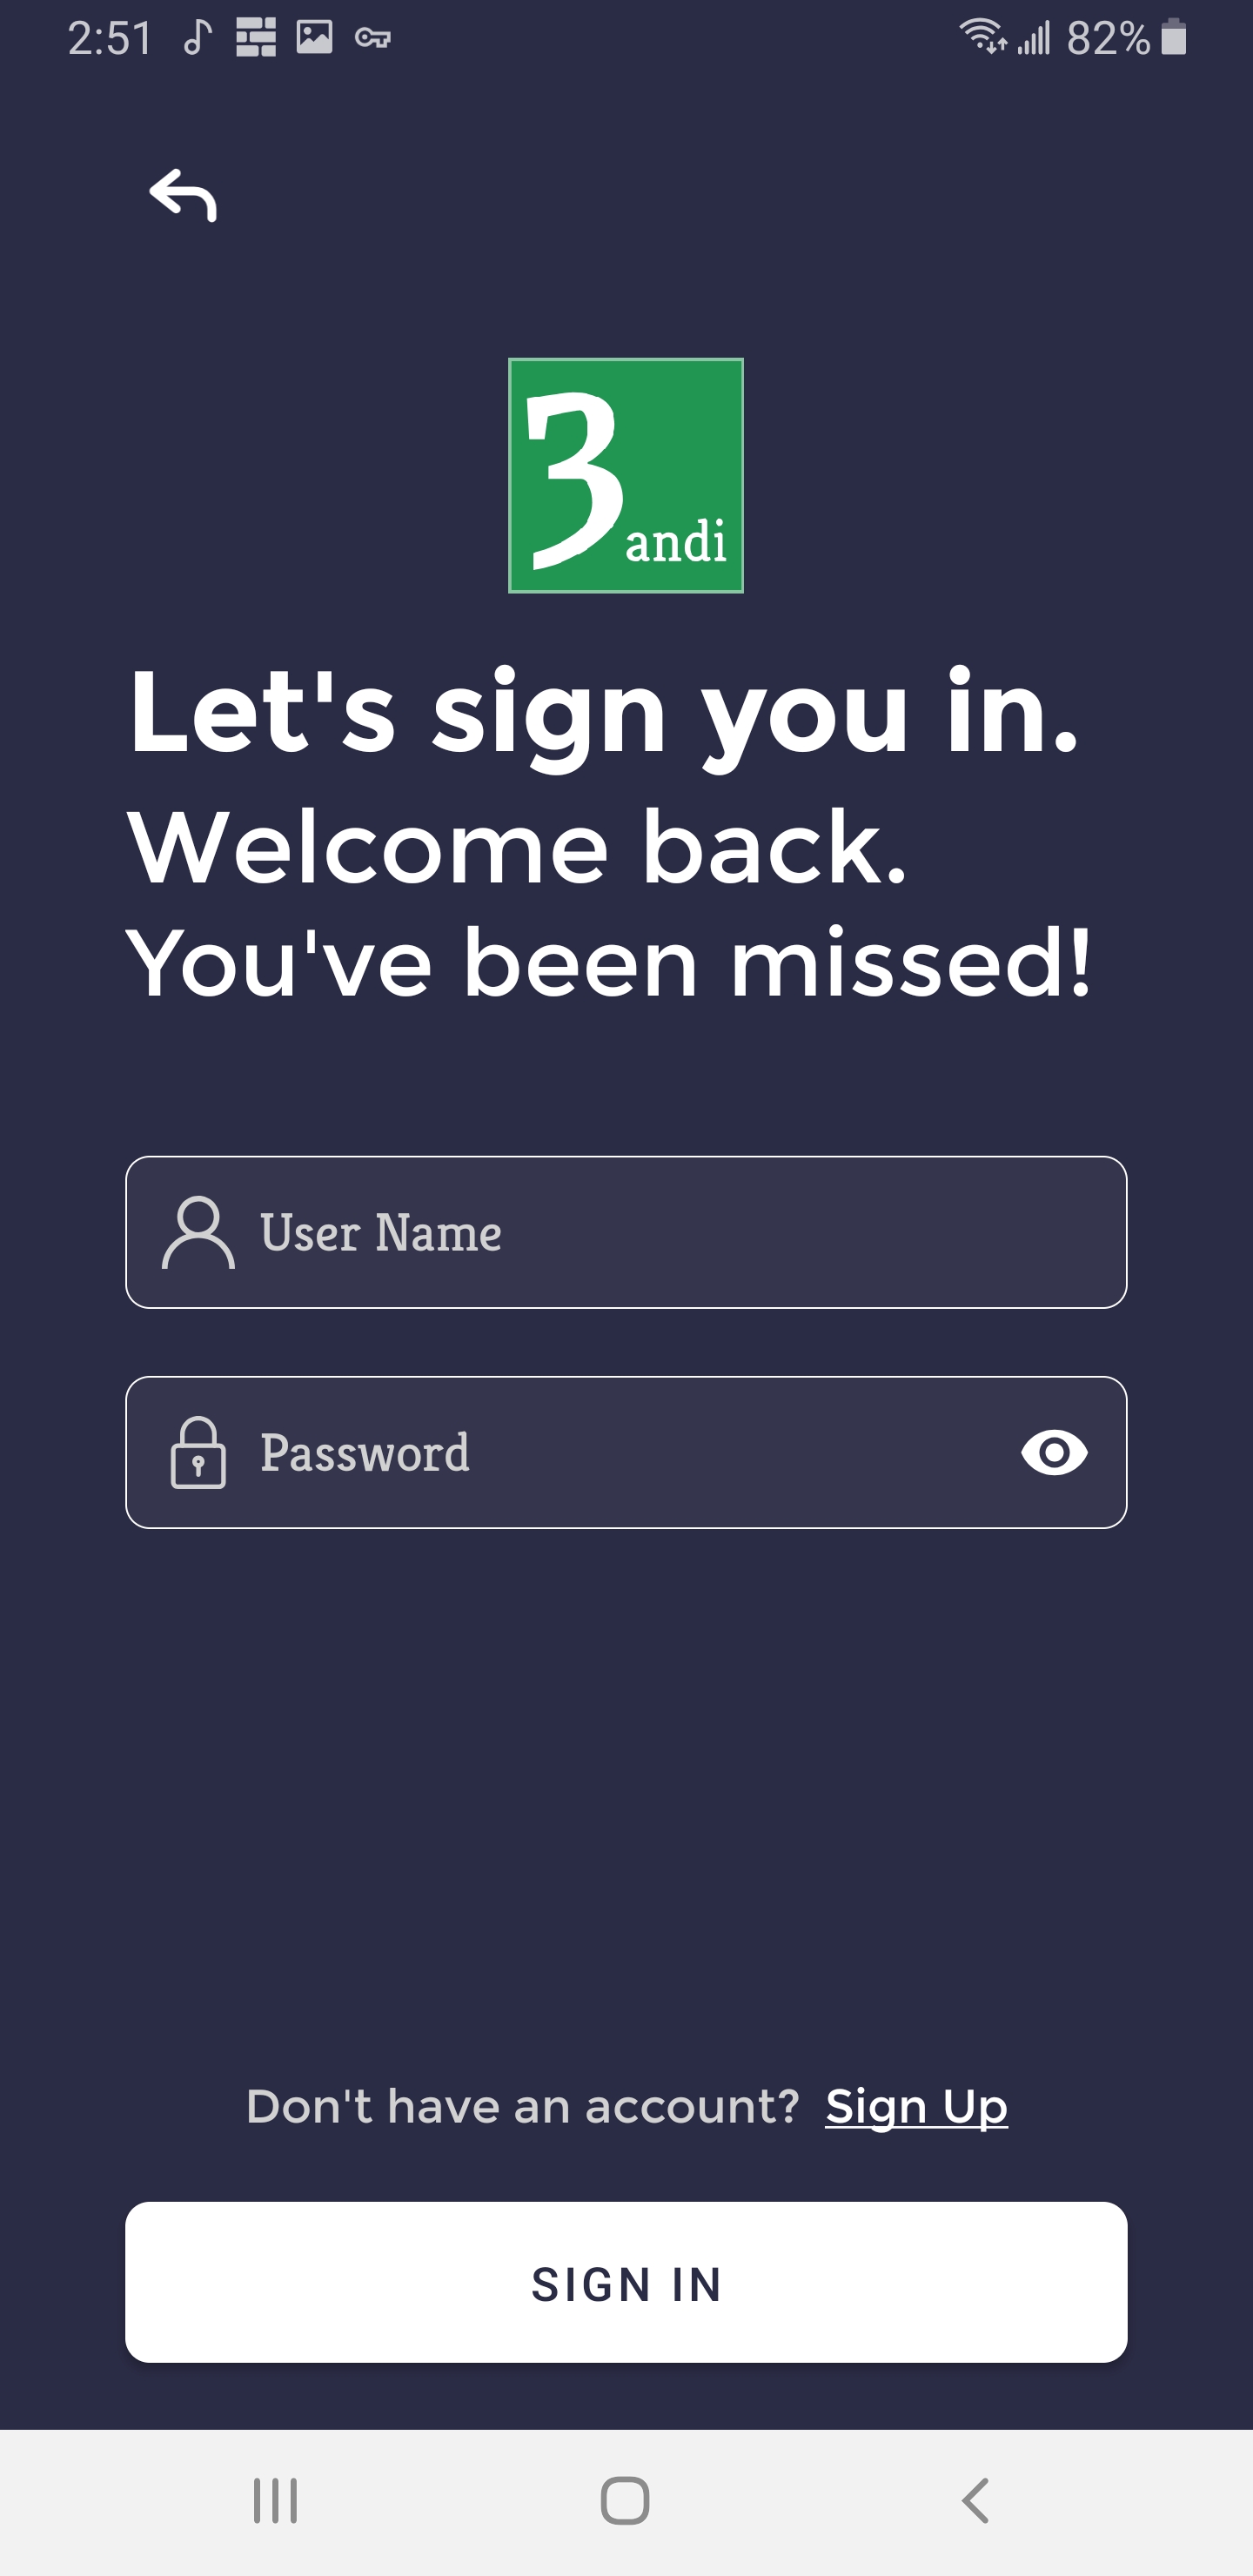 2:51 82%
3andi
Let's sign you in.
Welcome back.
You've been missed!
User Name
Password
Don't have an account? Sign Up
SIGN IN